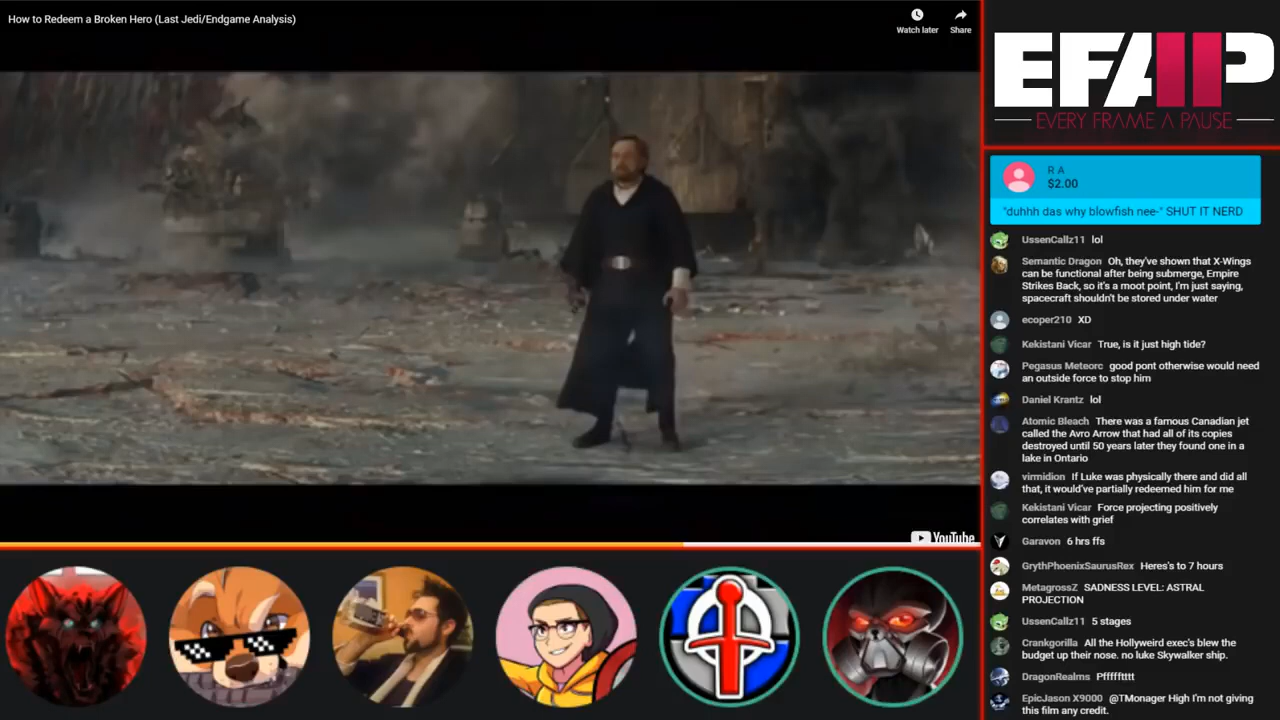 How to Redeem a Broken Hero (Last Jedi/Endgame Analysis)
Watch later
Share
YouTube
EFAP
EVERY FRAME A PAUSE
R A
$2.00
"duhhh das why blowfish nee-" SHUT IT NERD
UssenCallz11 lol
Semantic Dragon Oh, they've shown that X-Wings
can be functional after being submerge, Empire
Strikes Back, so it's a moot point, I'm just saying,
spacecraft shouldn't be stored under water
ecoper210 XD
Kekistani Vicar True, is it just high tide?
Pegasus Meteorc good pont otherwise would need
an outside force to stop him
Daniel Krantz lol
Atomic Bleach There was a famous Canadian jet
called the Avro Arrow that had all of its copies
destroyed until 50 years later they found one in a
lake in Ontario
virmidion If Luke was physically there and did all
that, it would've partially redeemed him for me
Kekistani Vicar Force projecting positively
correlates with grief
Garavon 6 hrs ffs
GrythPhoenixSaurusRex Heres's to 7 hours
MetagrossZ SADNESS LEVEL: ASTRAL
PROJECTION
UssenCallz11 5 stages
Crankgorilla All the Hollyweird exec's blew the
budget up their nose. no luke Skywalker ship.
DragonRealms Pffffftttt
EpicJason X9000 @TMonager High I'm not giving
this film any credit.